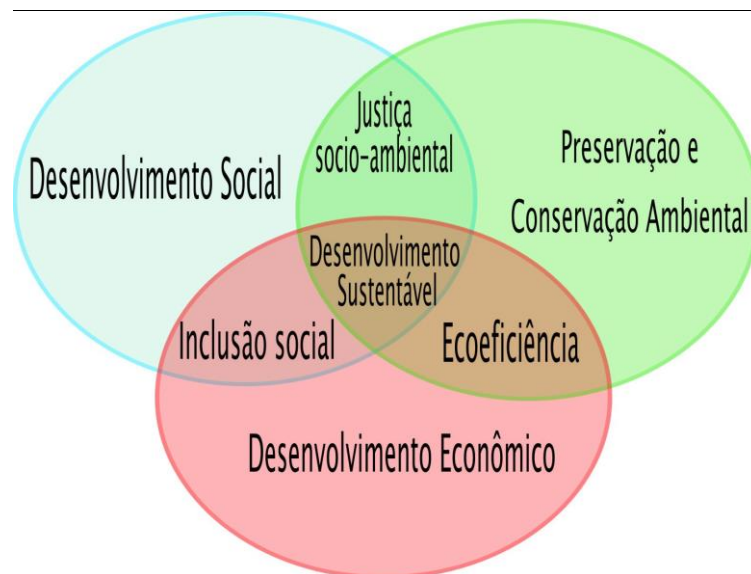 Justiça
socio-ambiental
Desenvolvimento Social
Preservação e
Conservação Ambiental
Desenvolvimento
Sustentável
Inclusão social
Ecoeficiência
Desenvolvimento Econômico